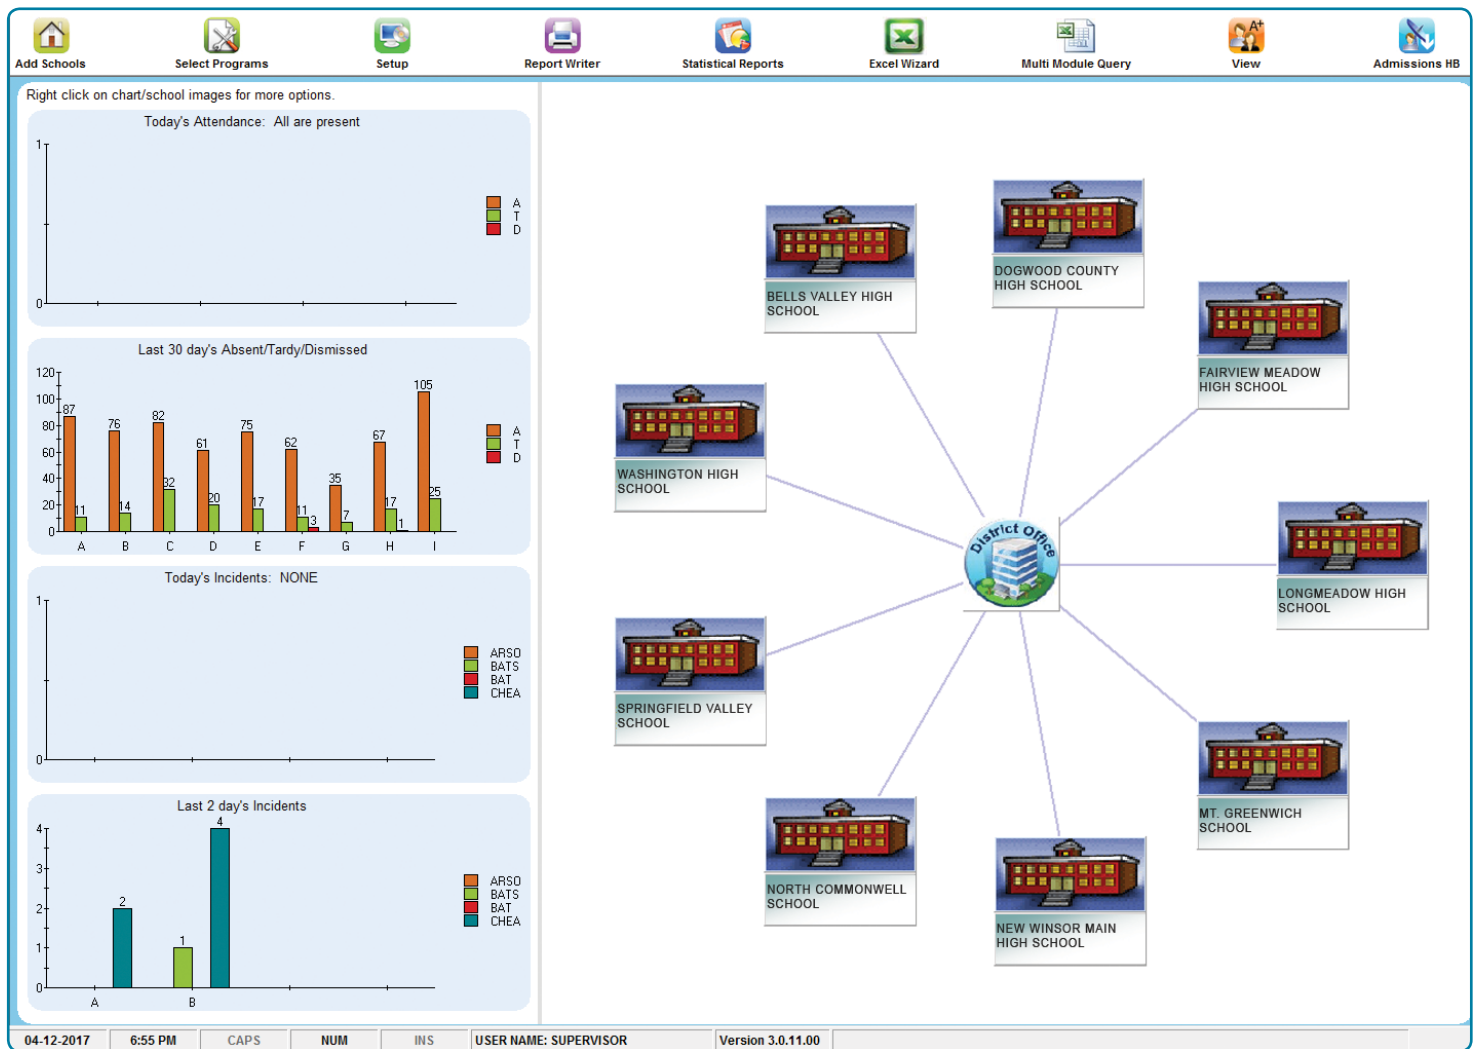 Add Schools
Select Programs
Setup
Report Writer
Statistical Reports
Excel Wizard
Multi Module Query
A+
View
Admissions HB
Right click on chart/school images for more options.
Today's Attendance:  All are present
1
0
A
T
D
Last 30 day's Absent/Tardy/Dismissed
120
100
80
60
40
20
0
87
11
76
14
82
32
61
20
75
17
62
11
3
35
7
67
17
1
105
25
A B C D E F G H I
A
T
D
Today's Incidents:  NONE
1
0
ARSO
BATS
BAT
CHEA
Last 2 day's Incidents
4
3
2
1
0
2
1
4
A B
ARSO
BATS
BAT
CHEA
BELLS VALLEY HIGH
SCHOOL
DOGWOOD COUNTY
HIGH SCHOOL
FAIRVIEW MEADOW
HIGH SCHOOL
WASHINGTON HIGH
SCHOOL
District Office
LONGMEADOW HIGH
SCHOOL
SPRINGFIELD VALLEY
SCHOOL
MT. GREENWICH
SCHOOL
NORTH COMMONWELL
SCHOOL
NEW WINSOR MAIN
HIGH SCHOOL
04-12-2017 6:55 PM CAPS NUM INS USER NAME: SUPERVISOR Version 3.0.11.00